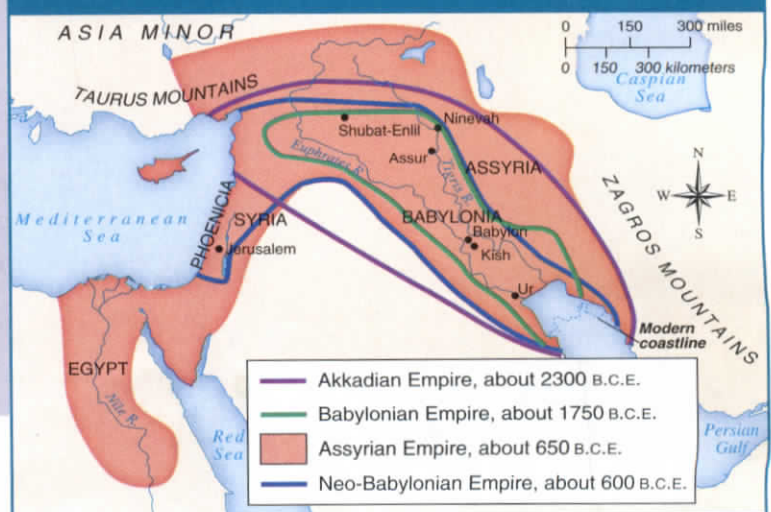 ASIA MINOR
0 150 300 miles
0 150 300 kilometers
Caspian
Sea
TAURUS MOUNTAINS
Shubat-Enlil
Ninevah
Assur
ASSYRIA
Euphrates R.
Tigris R.
N
W E
S
ZAGROS MOUNTAINS
Mediterranean
Sea
PHOENICIA
SYRIA
BABYLONIA
Babylon
Kish
Jerusalem
Ur
Modern
coastline
EGYPT
Nile R.
Red
Sea
Persian
Gulf
Akkadian Empire, about 2300 B.C.E.
Babylonian Empire, about 1750 B.C.E.
Assyrian Empire, about 650 B.C.E.
Neo-Babylonian Empire, about 600 B.C.E.